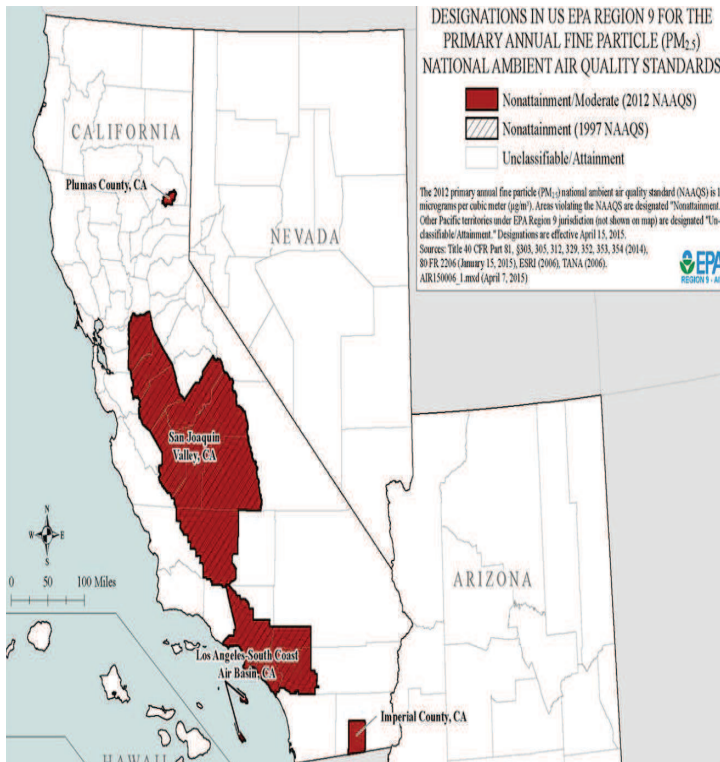 DESIGNATIONS IN US EPA REGION 9 FOR THE
PRIMARY ANNUAL FINE PARTICLE (PM2.5)
NATIONAL AMBIENT AIR QUALITY STANDARDS
Nonattainment/Moderate (2012 NAAQS)
Nonattainment (1997 NAAQS)
Unclassifiable/Attainment
The 2012 primary annual fine particle (PM2.5) national ambient air quality standard (NAAQS) is
micrograms per cubic meter (µg/m³). Areas violating the NAAQS are designated "Nonattainment.
Other Pacific territories under EPA Region 9 jurisdiction (not shown on map) are designated "Un-
classifiable/Attainment." Designations are effective April 15, 2015.
Sources: Title 40 CFR Part 81, §303, 305, 312, 329, 352, 353, 354 (2014),
80 FR 2206 (January 15, 2015), ESRI (2006), TANA (2006).
AIR150006_1.mxd (April 7, 2015)
EPA
REGION 9 - AI
CALIFORNIA
Plumas County, CA
NEVADA
San Joaquin
Valley, CA
N
W E
S
0 50 100 Miles
ARIZONA
Los Angeles-South Coast
Air Basin, CA
Imperial County, CA
HAWAII